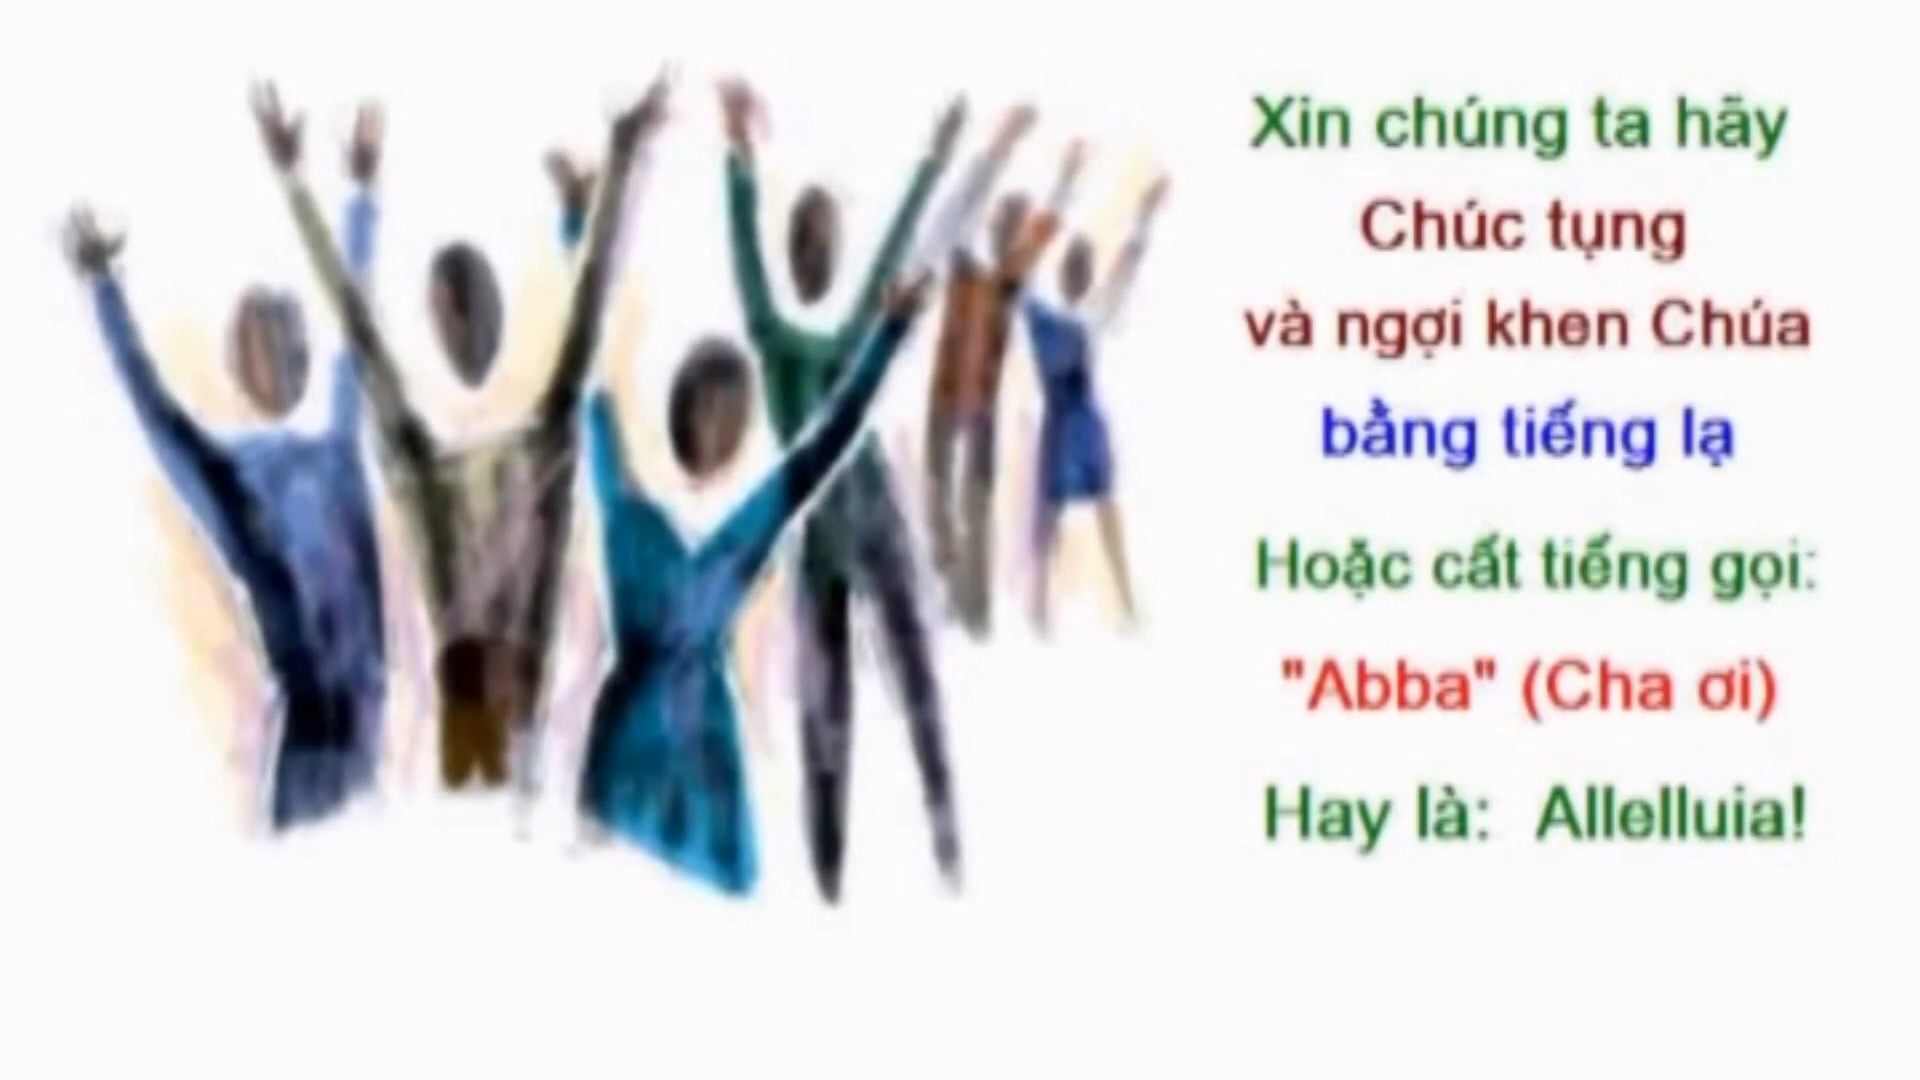 Xin chúng ta hãy
Chúc tụng
và ngợi khen Chúa
bằng tiếng lạ
Hoặc cất tiếng gọi:
"Abba" (Cha ơi)
Hay là: Allelluia!